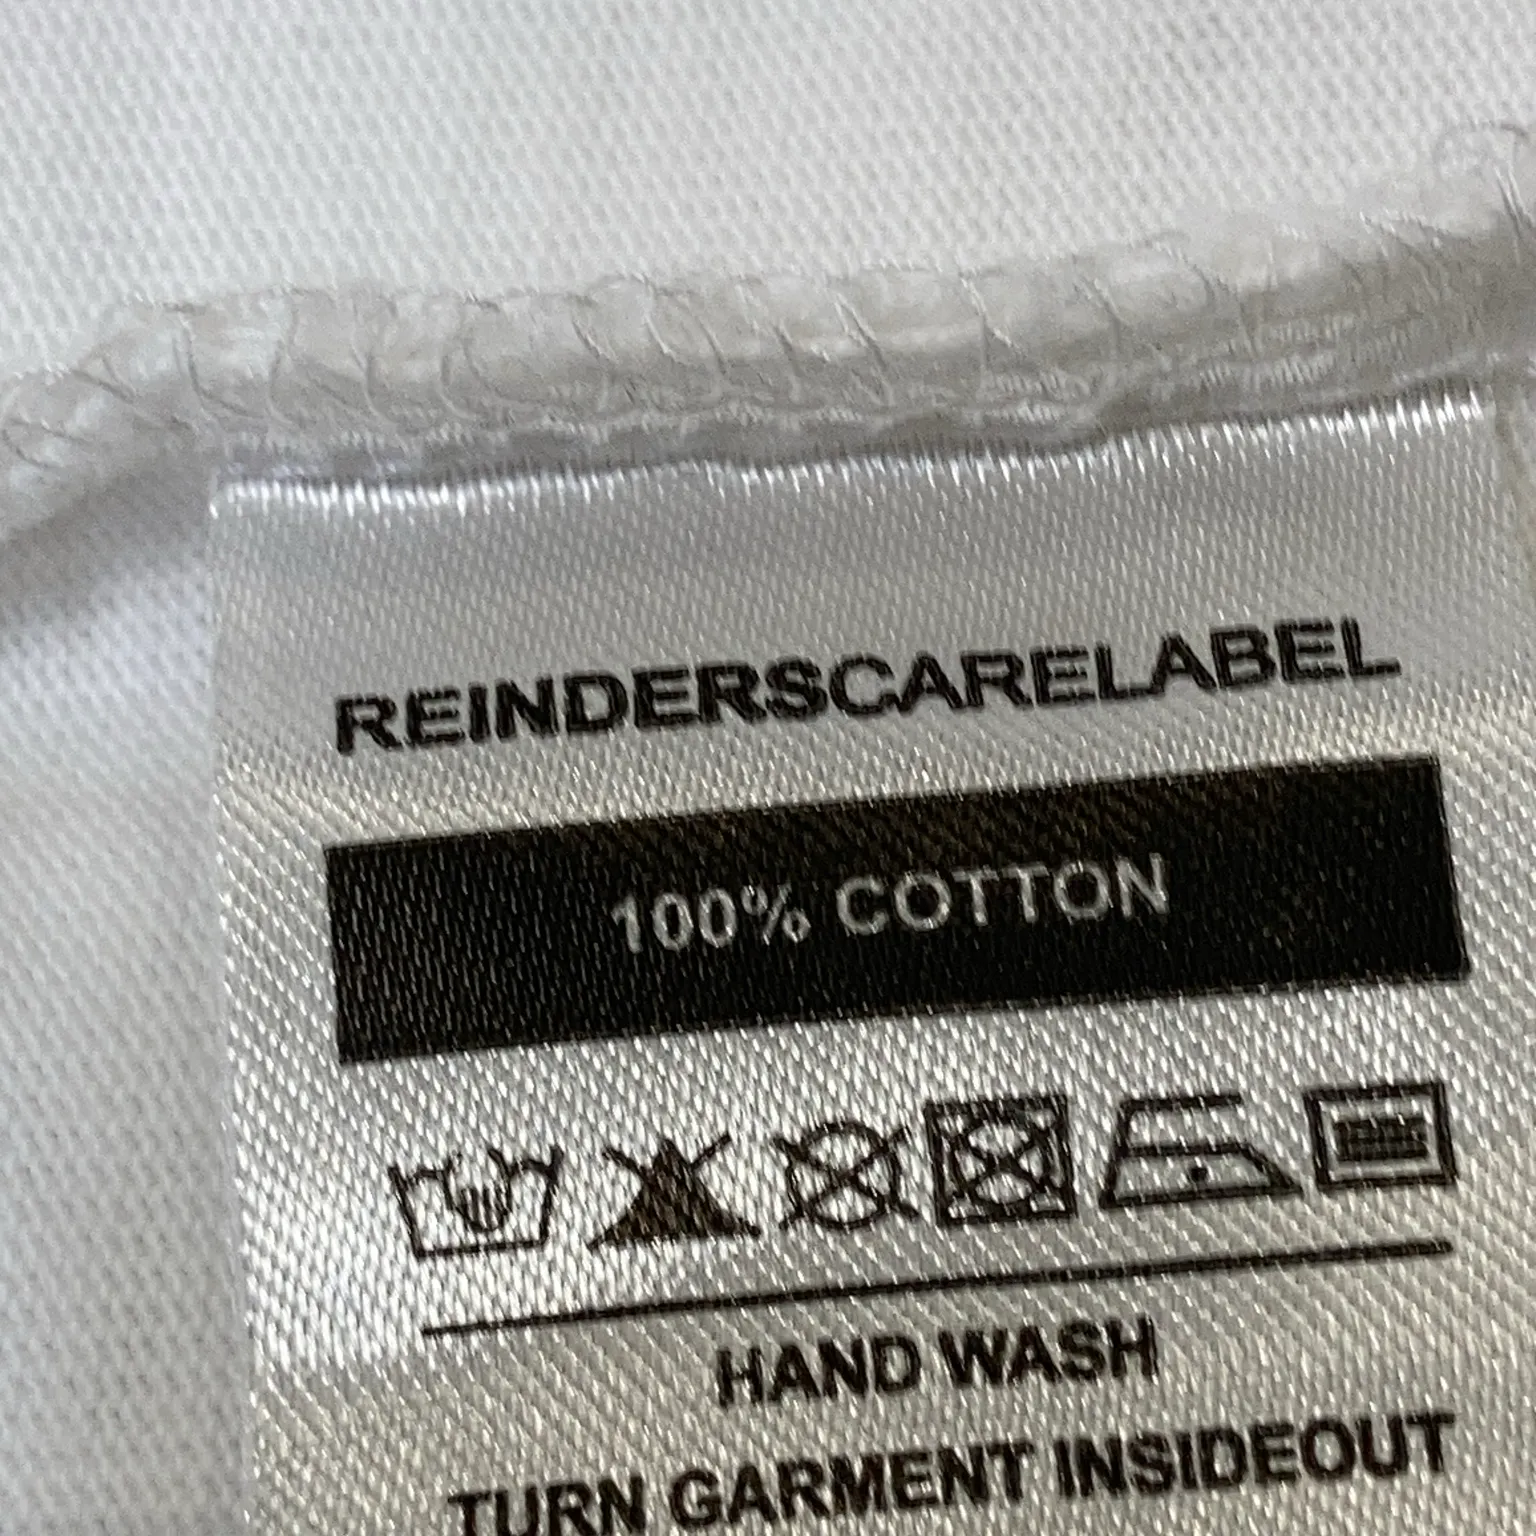 REINDERSCARELABEL
100% COTTON
HAND WASH
TURN GARMENT INSIDEOUT